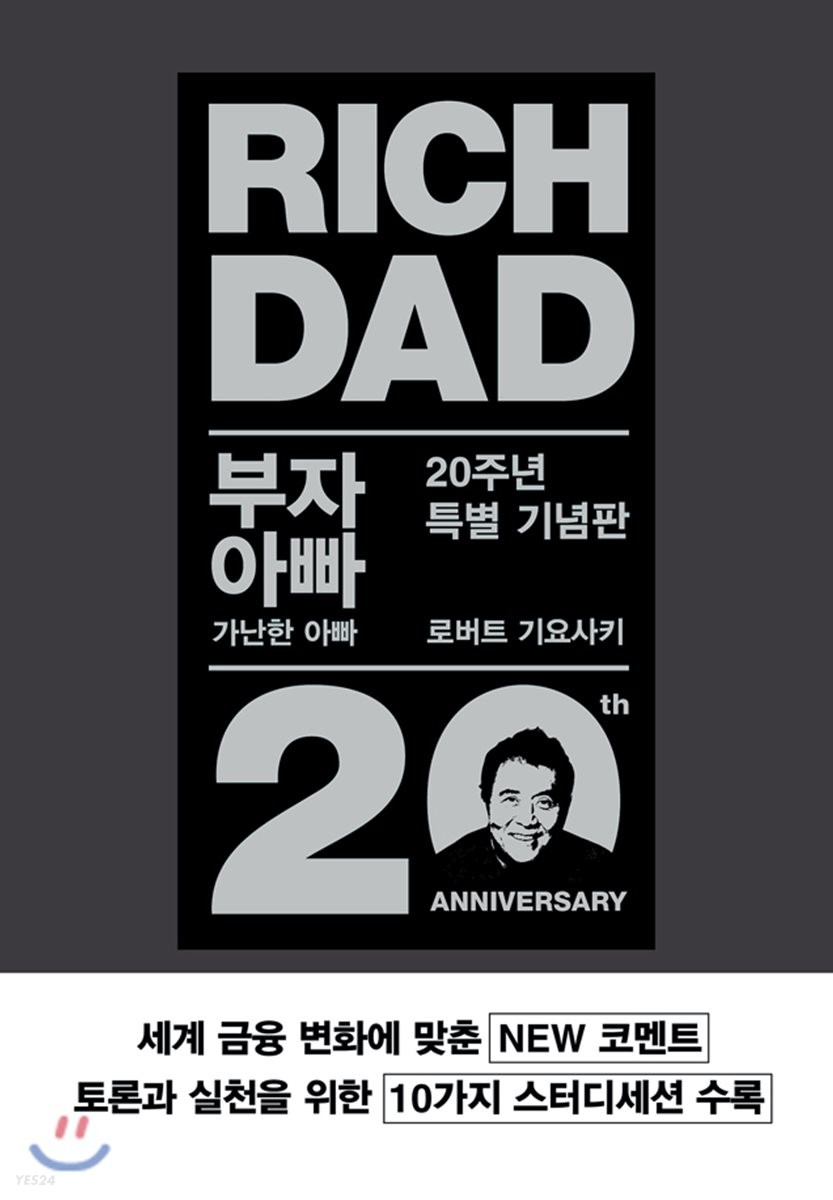 RICH
DAD
부자
아빠
가난한 아빠
20주년
특별 기념판
로버트 기요사키
20th
ANNIVERSARY
세계 금융 변화에 맞춘 NEW 코멘트
토론과 실천을 위한 10가지 스터디세션 수록
YES24